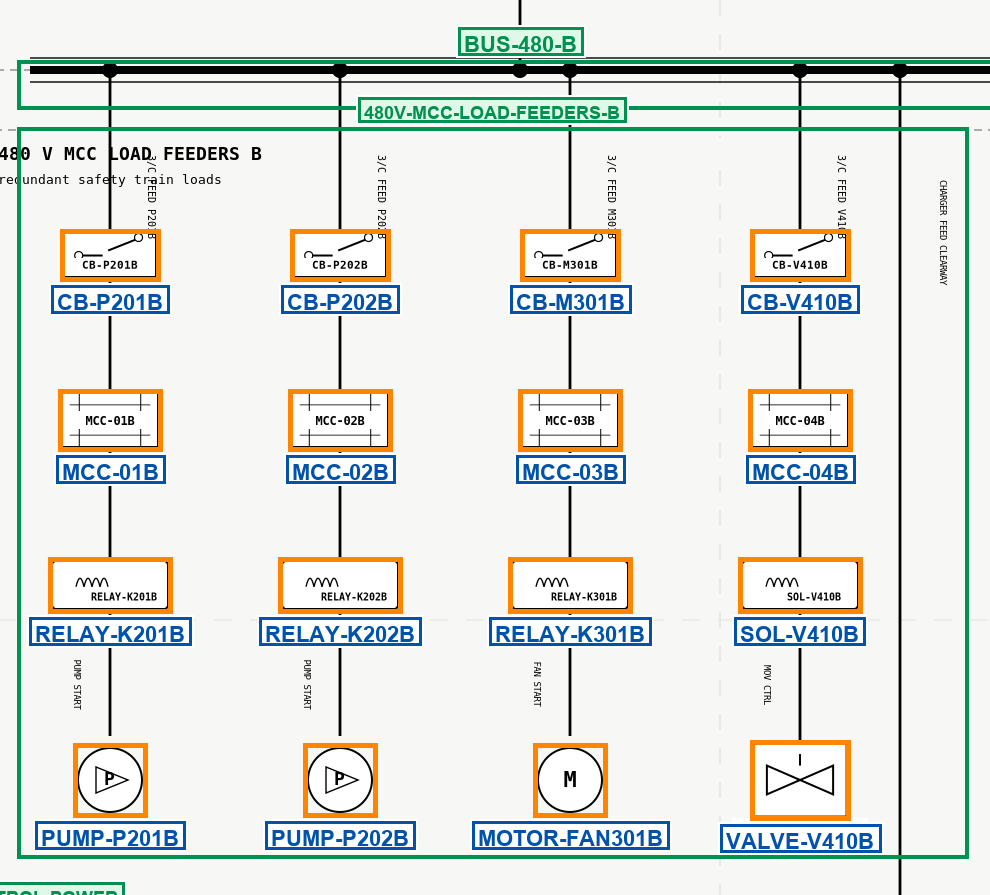 BUS-480-B
480V-MCC-LOAD-FEEDERS-B
480 V MCC LOAD FEEDERS B
redundant safety train loads
3/C FEED P201B
3/C FEED P202B
3/C FEED M301B
3/C FEED V410B
CHARGER FEED CLEARWAY
CB-P201B
CB-P202B
CB-M301B
CB-V410B
CB-P201B
CB-P202B
CB-M301B
CB-V410B
MCC-01B
MCC-02B
MCC-03B
MCC-04B
MCC-01B
MCC-02B
MCC-03B
MCC-04B
RELAY-K201B
RELAY-K202B
RELAY-K301B
SOL-V410B
RELAY-K201B
RELAY-K202B
RELAY-K301B
SOL-V410B
PUMP START
PUMP START
FAN START
MOV CTRL
P
P
M
PUMP-P201B
PUMP-P202B
MOTOR-FAN301B
VALVE-V410B